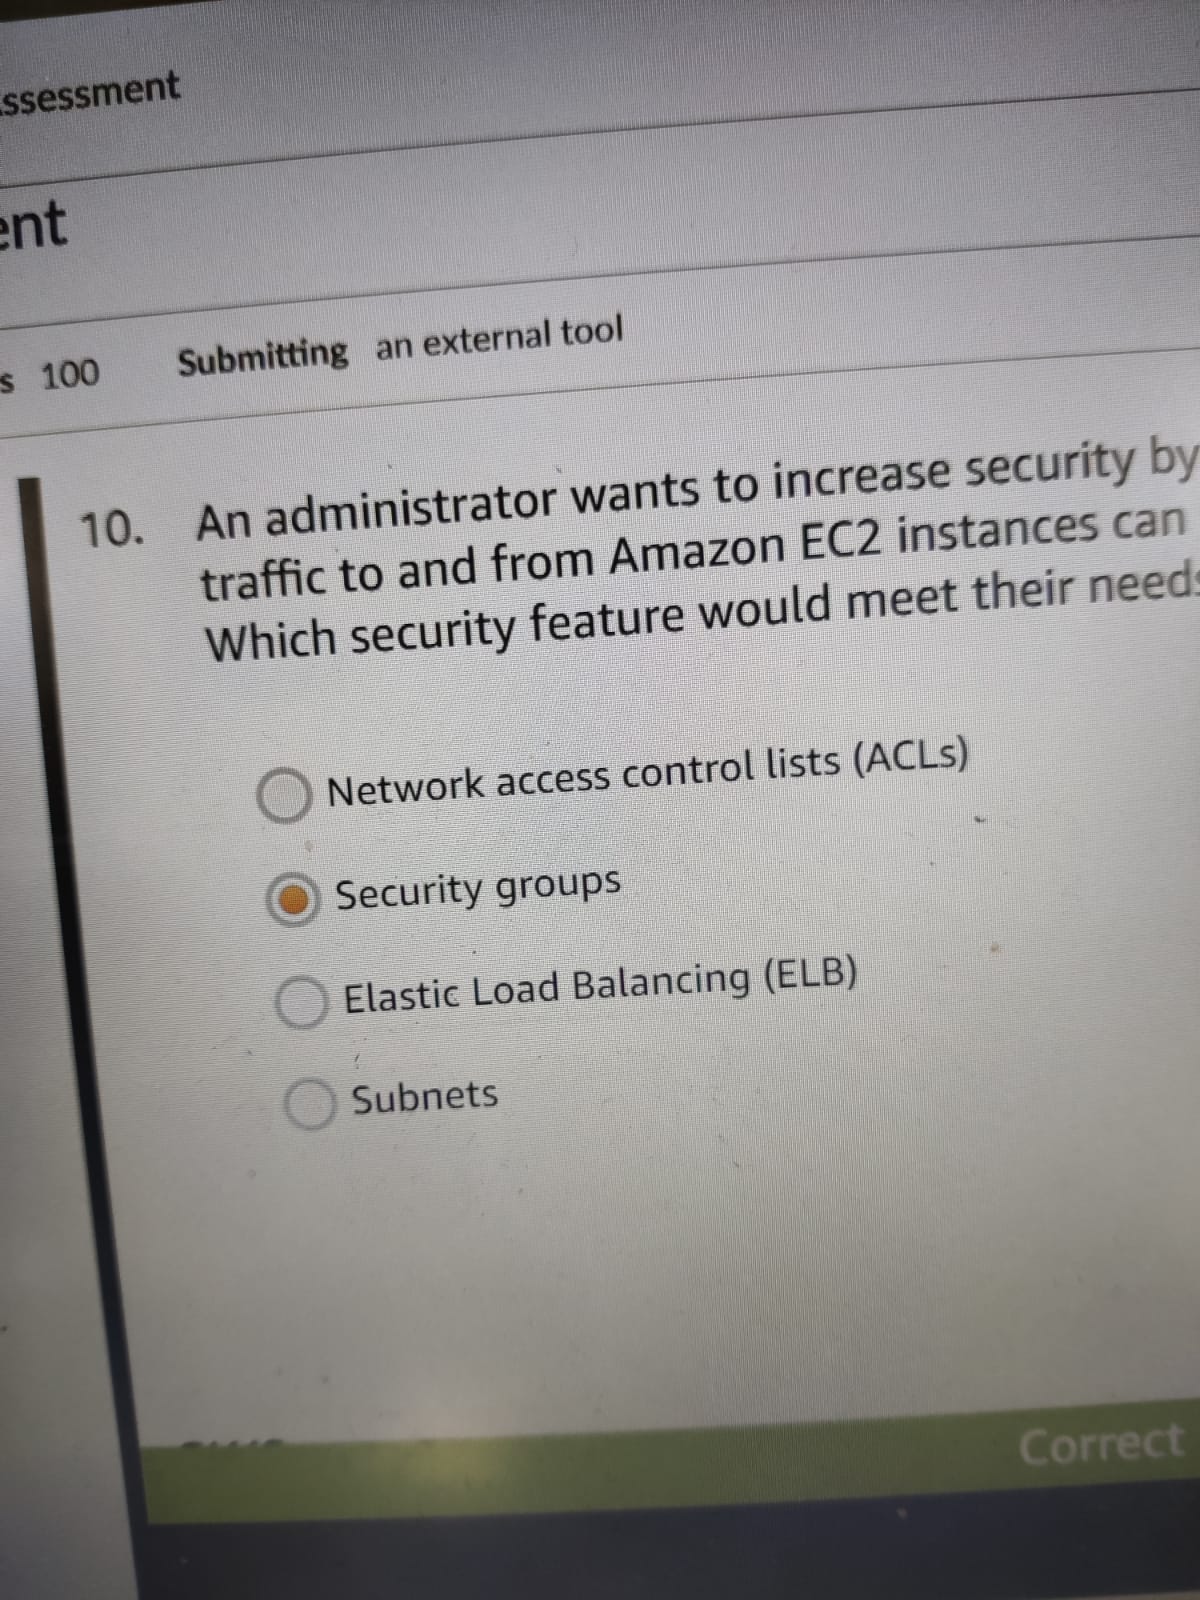 ssessment
ent
s 100 Submitting an external tool
10. An administrator wants to increase security by
traffic to and from Amazon EC2 instances can
Which security feature would meet their needs
Network access control lists (ACLs)
Security groups
Elastic Load Balancing (ELB)
Subnets
Correct